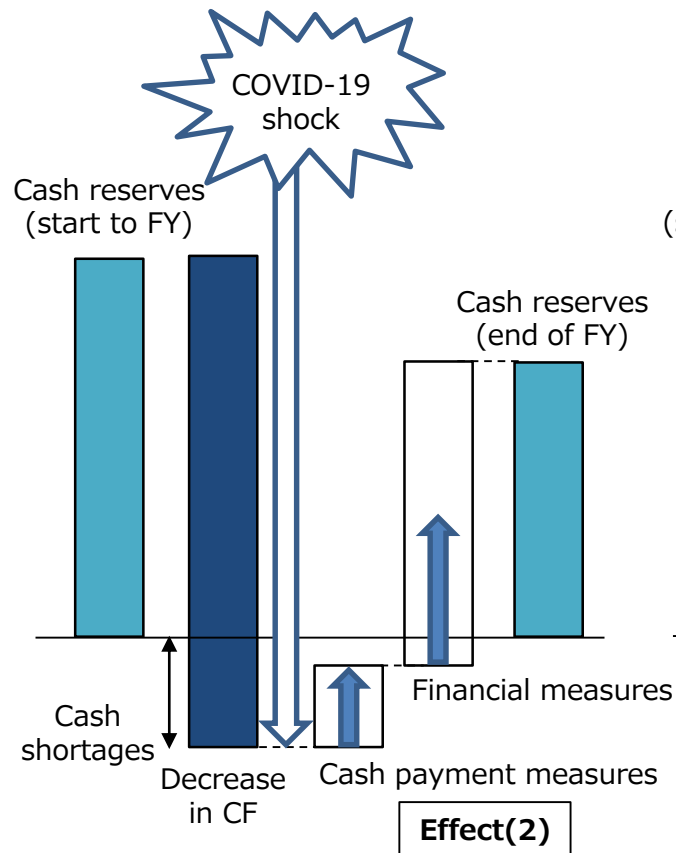 COVID-19
shock
Cash reserves
(start to FY)
Cash reserves
(end of FY)
Financial measures
Cash
shortages
Decrease
in CF
Cash payment measures
Effect(2)